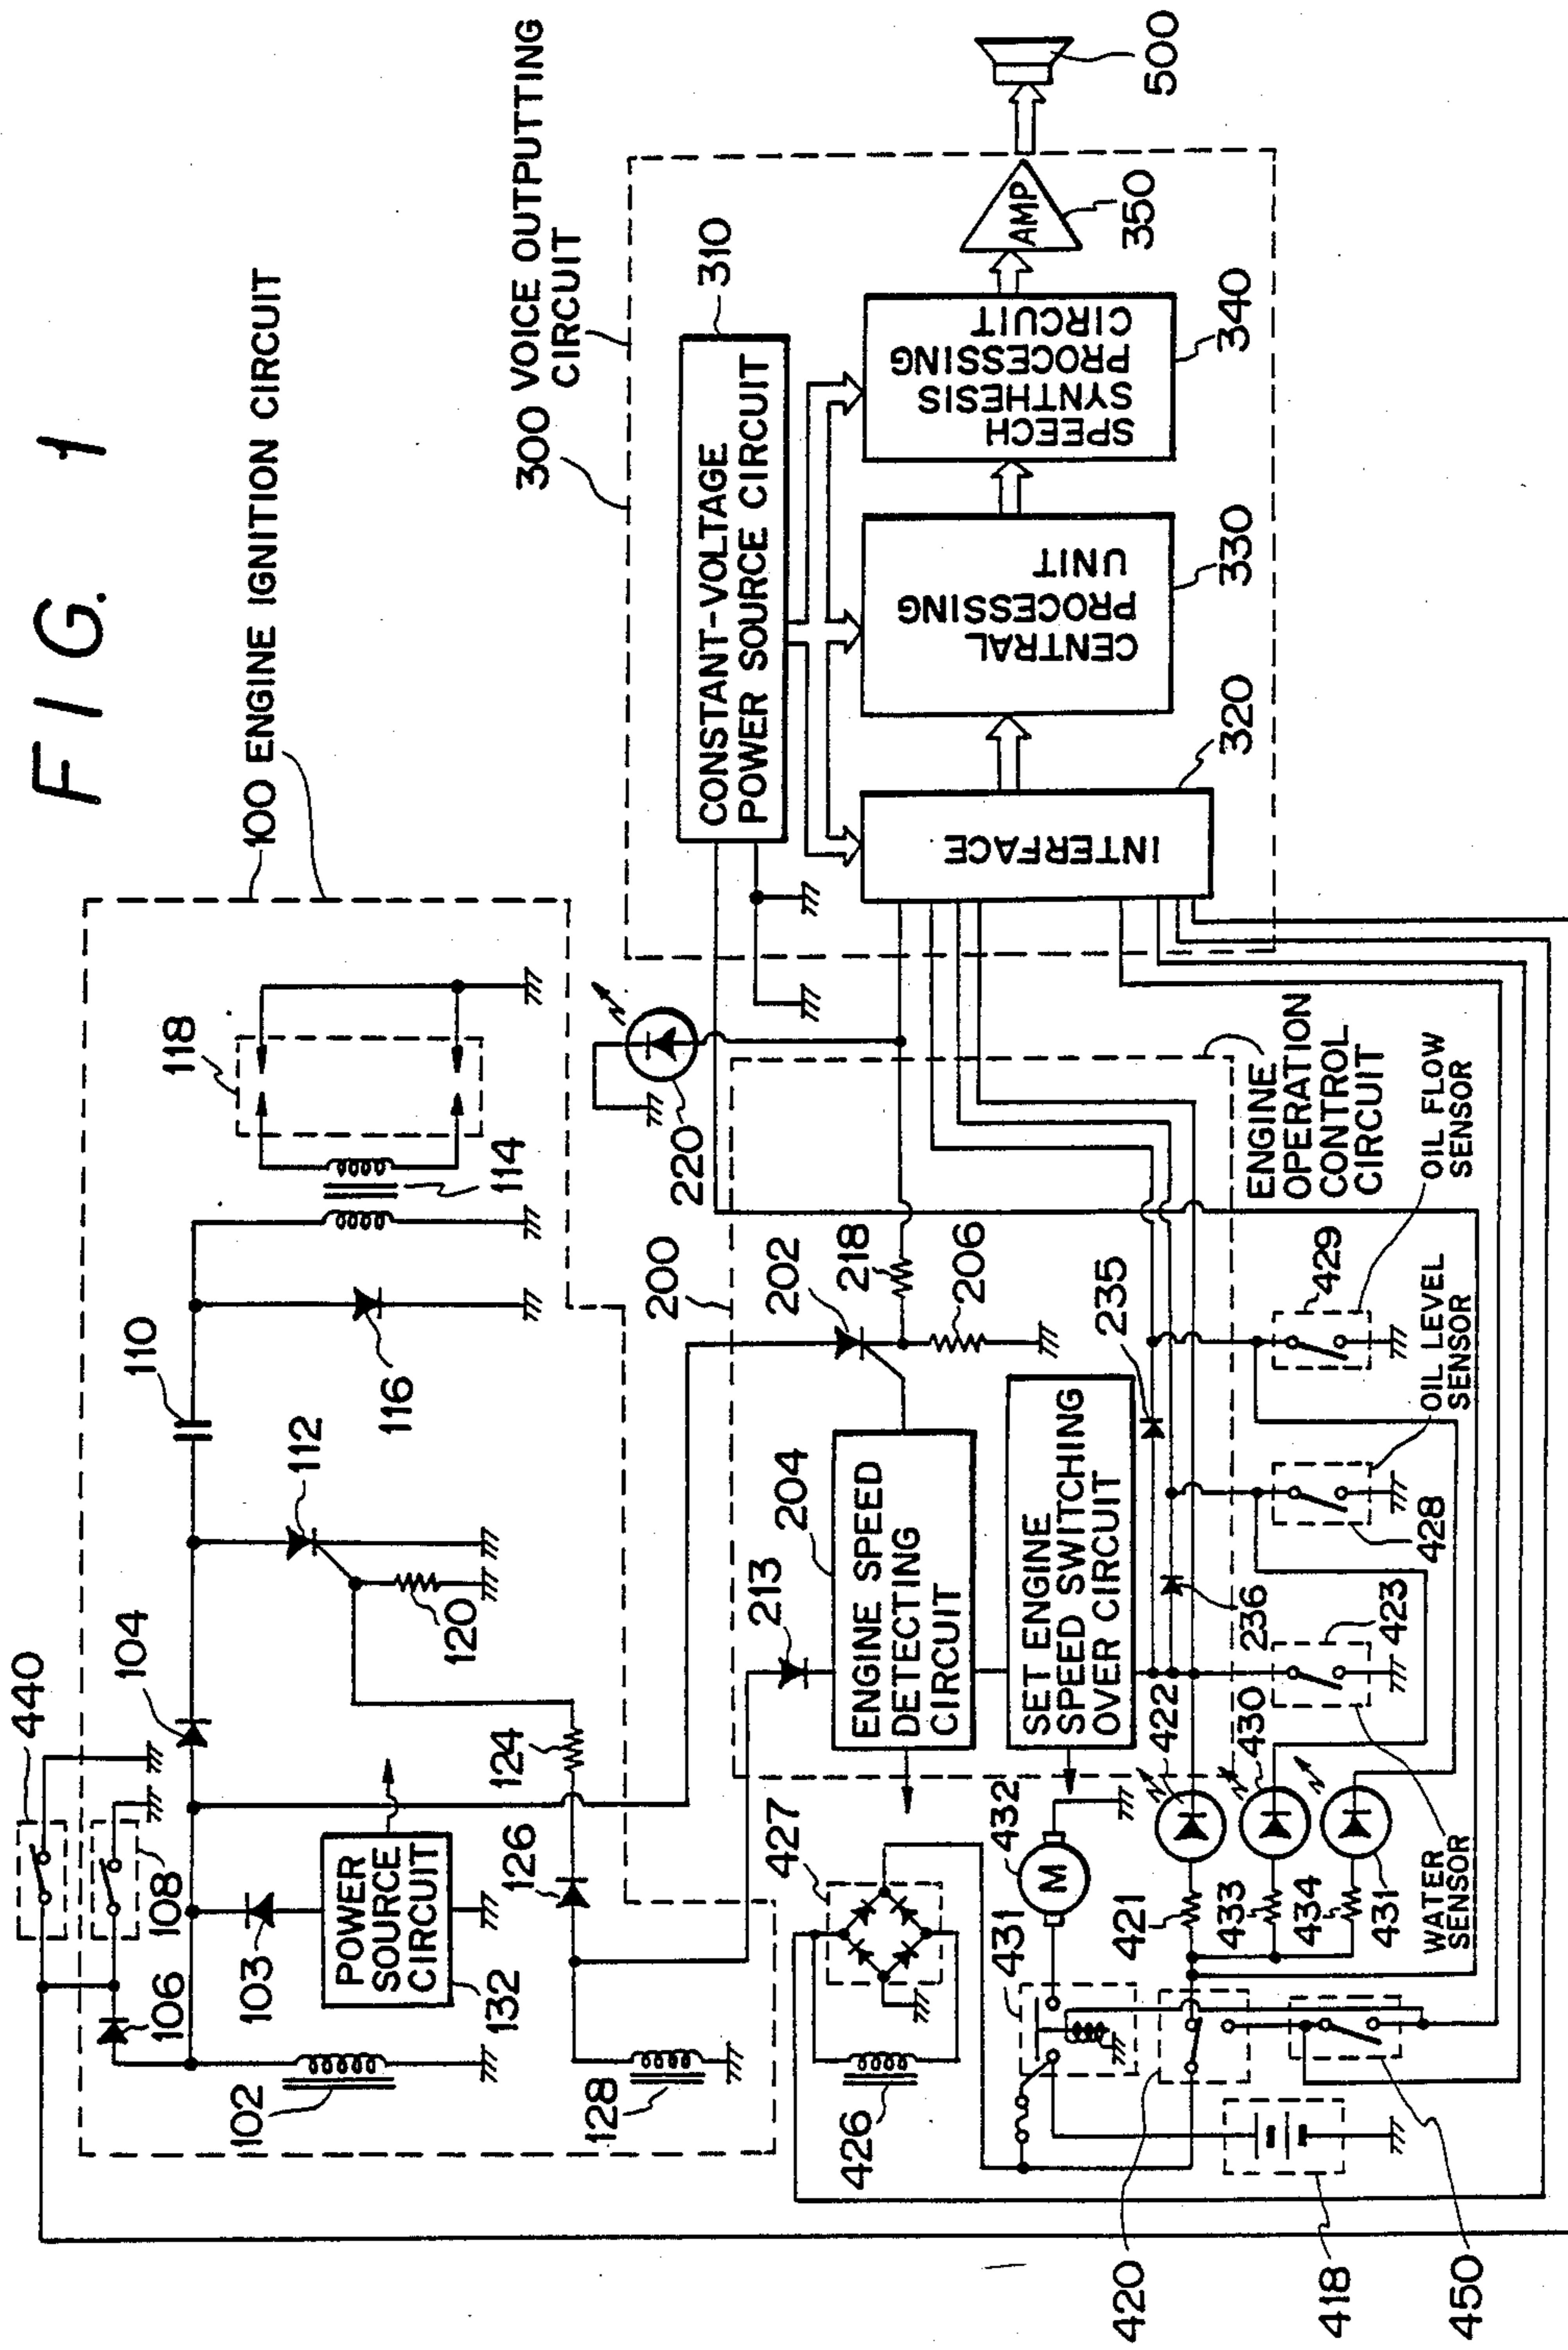 FIG. 1
100 ENGINE IGNITION CIRCUIT
440
104
110
118
106
108
103
112
116
114
POWER
SOURCE
CIRCUIT
132
120
102
124
126
128
300 VOICE OUTPUTTING
CIRCUIT
310
CONSTANT-VOLTAGE
POWER SOURCE CIRCUIT
INTERFACE
320
CENTRAL
PROCESSING
UNIT
330
SPEECH
SYNTHESIS
PROCESSING
CIRCUIT
340
AMP
350
500
220
200
202
218
206
213
204
ENGINE SPEED
DETECTING
CIRCUIT
SET ENGINE
SPEED SWITCHING
OVER CIRCUIT
235
236
ENGINE
OPERATION
CONTROL
CIRCUIT
427
426
432
M
431
422
430
421
433
434
431
423
WATER
SENSOR
428
OIL LEVEL
SENSOR
429
OIL FLOW
SENSOR
420
418
450